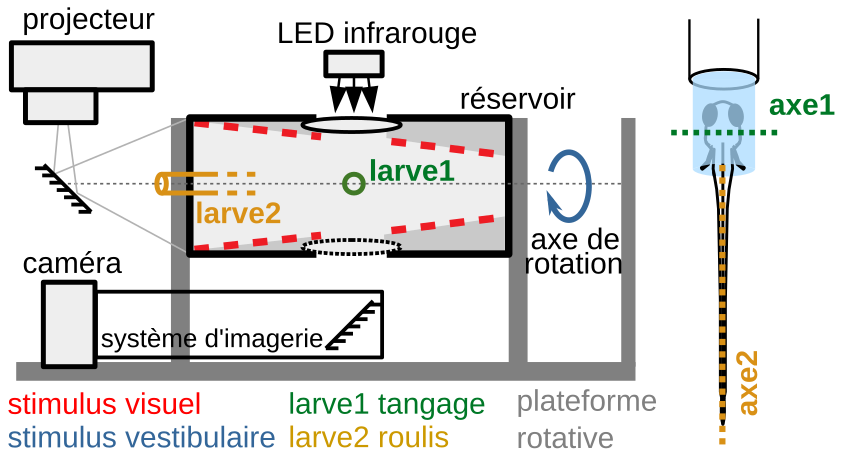 projecteur
LED infrarouge
réservoir
axe1
larve1
larve2
axe de
rotation
caméra
système d'imagerie
axe2
stimulus visuel
larve1 tangage
plateforme
stimulus vestibulaire
larve2 roulis
rotative